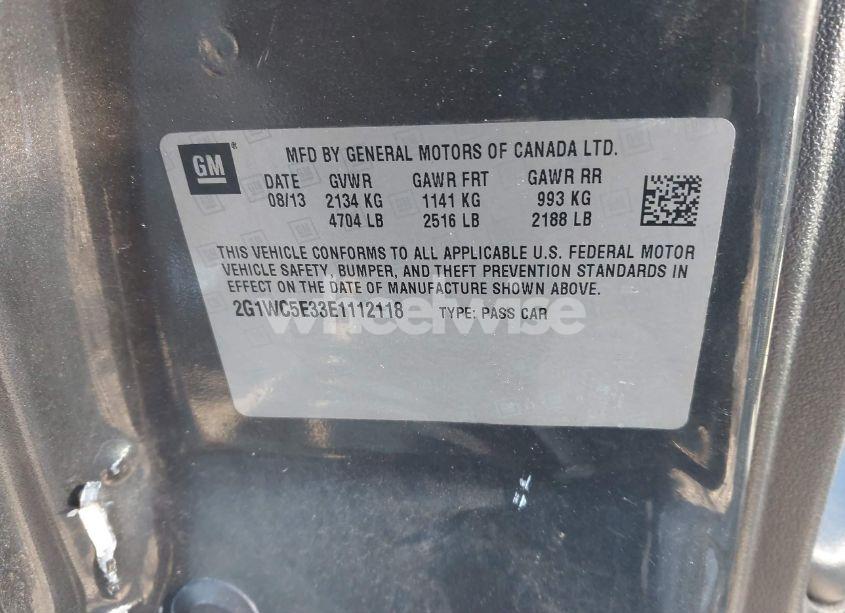 GM®
MFD BY GENERAL MOTORS OF CANADA LTD.
DATE GVWR GAWR FRT GAWR RR
08/13 2134 KG 1141 KG 993 KG
4704 LB 2516 LB 2188 LB
THIS VEHICLE CONFORMS TO ALL APPLICABLE U.S. FEDERAL MOTOR
VEHICLE SAFETY, BUMPER, AND THEFT PREVENTION STANDARDS IN
EFFECT ON THE DATE OF MANUFACTURE SHOWN ABOVE.
2G1WC5E33E1112118 TYPE: PASS CAR
wheelwise